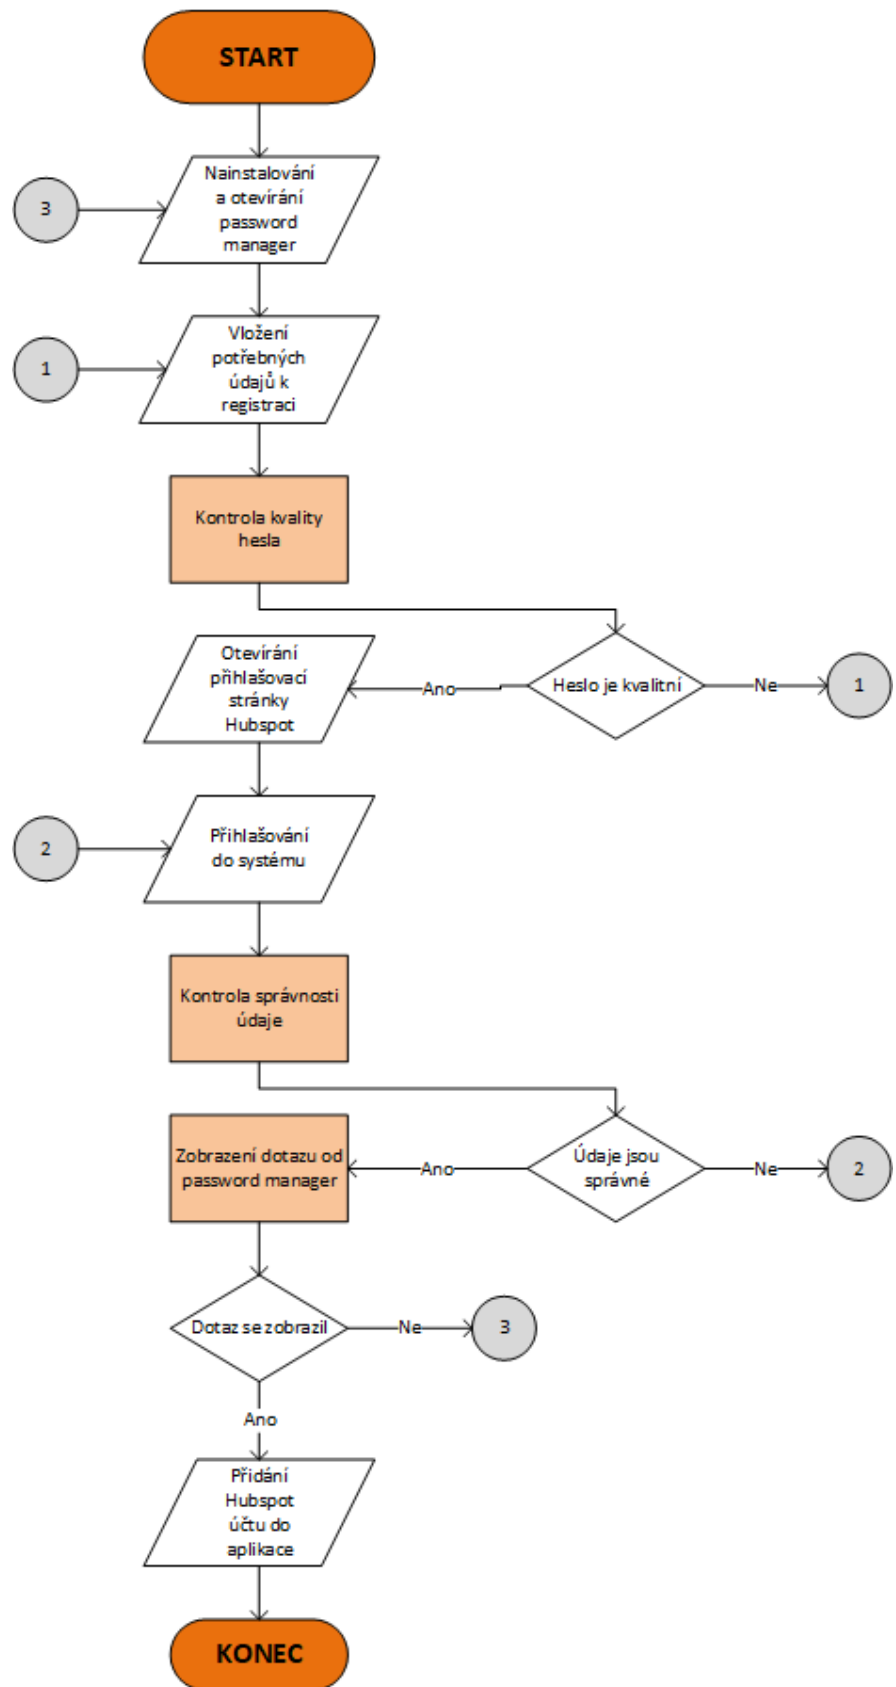 START
Nainstalování
a otevírání
password
manager
3
Vložení
potřebných
údajů k
registraci
1
Kontrola kvality
hesla
Otevírání
přihlašovací
stránky
Hubspot
Ano
Heslo je kvalitní
Ne
1
Přihlašování
do systému
2
Kontrola správnosti
údaje
Zobrazení dotazu od
password manager
Ano
Údaje jsou
správné
Ne
2
Dotaz se zobrazil
Ne
3
Ano
Přidání
Hubspot
účtu do
aplikace
KONEC